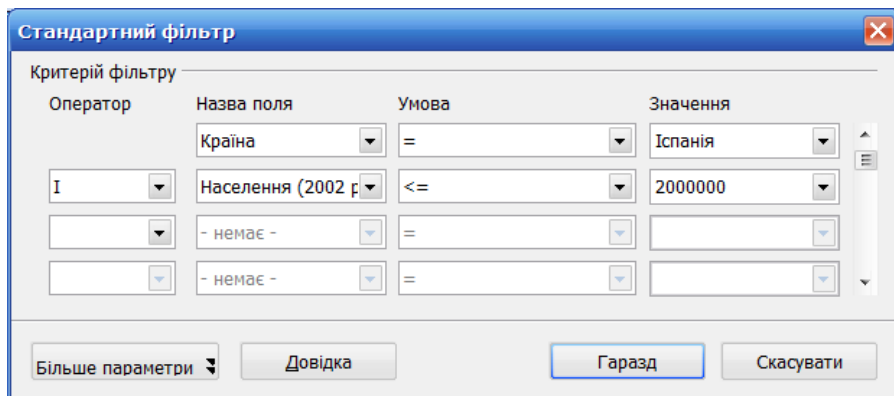 Стандартний фільтр
Критерій фільтру
Оператор Назва поля Умова Значення
Країна = Іспанія
І Населення (2002 р <= 2000000
- немає - =
- немає - =
Більше параметри Довідка Гаразд Скасувати